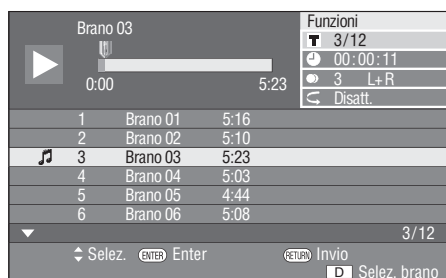 Brano 03
0:00 5:23
Funzioni
T 3/12
00:00:11
3 L+R
Disatt.
1 Brano 01 5:16
2 Brano 02 5:10
3 Brano 03 5:23
4 Brano 04 5:03
5 Brano 05 4:44
6 Brano 06 5:08
3/12
Selez. ENTER Enter RETURN Invio
D Selez. brano